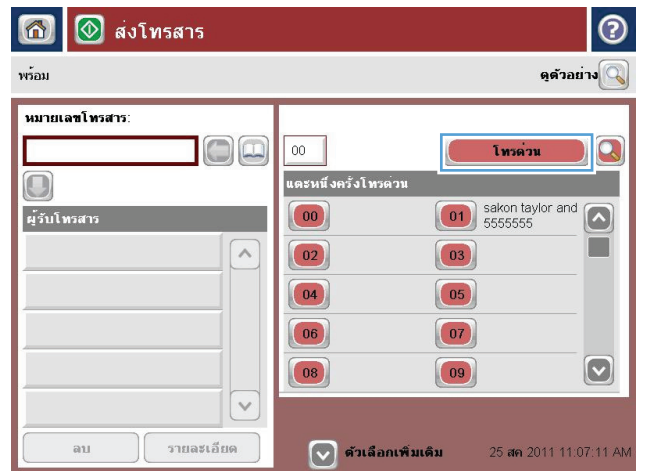 ส่งโทรสาร
?
พร้อม
ดูตัวอย่าง
หมายเลขโทรสาร:
00
โทรด่วน
แตะหนึ่งครั้งโทรด่วน
ผู้รับโทรสาร
00
01 sakon taylor and
5555555
02 03
04 05
06 07
08 09
ลบ รายละเอียด
ตัวเลือกเพิ่มเติม
25 สค 2011 11:07:11 AM